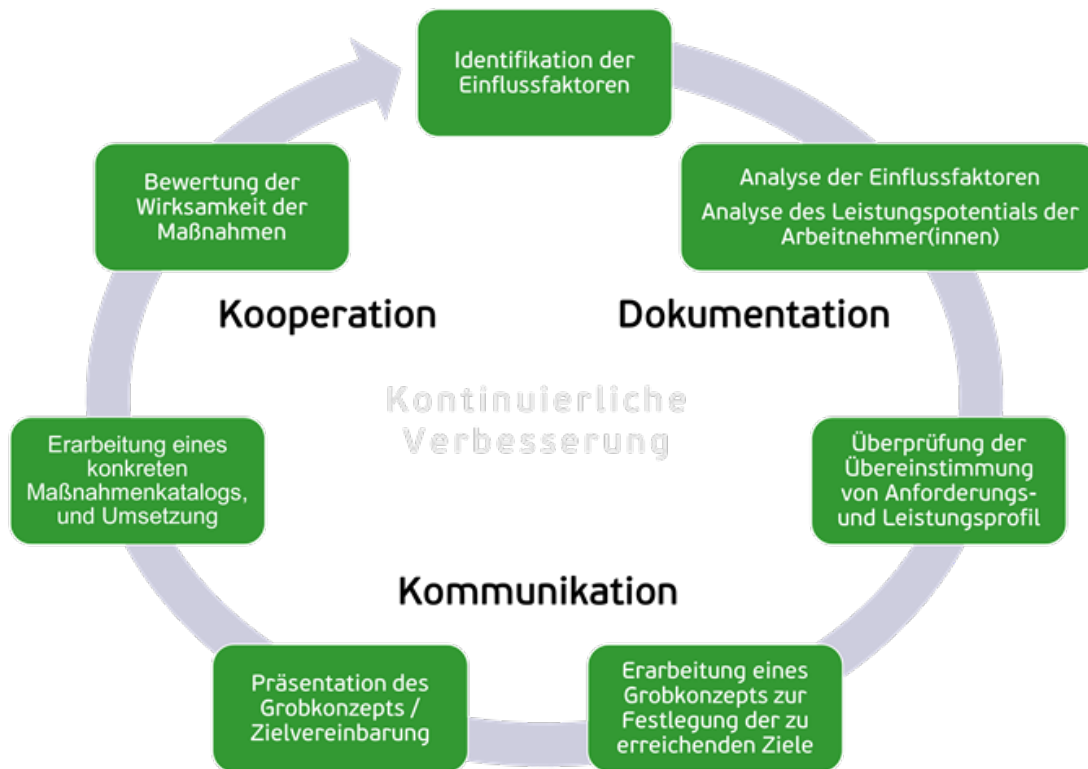 Identifikation der
Einflussfaktoren
Analyse der Einflussfaktoren
Analyse des Leistungspotentials der
Arbeitnehmer(innen)
Überprüfung der
Übereinstimmung
von Anforderungs-
und Leistungsprofil
Erarbeitung eines
Grobkonzepts zur
Festlegung der zu
erreichenden Ziele
Präsentation des
Grobkonzepts /
Zielvereinbarung
Erarbeitung eines
konkreten
Maßnahmenkatalogs,
und Umsetzung
Bewertung der
Wirksamkeit der
Maßnahmen
Kooperation
Dokumentation
Kontinuierliche
Verbesserung
Kommunikation